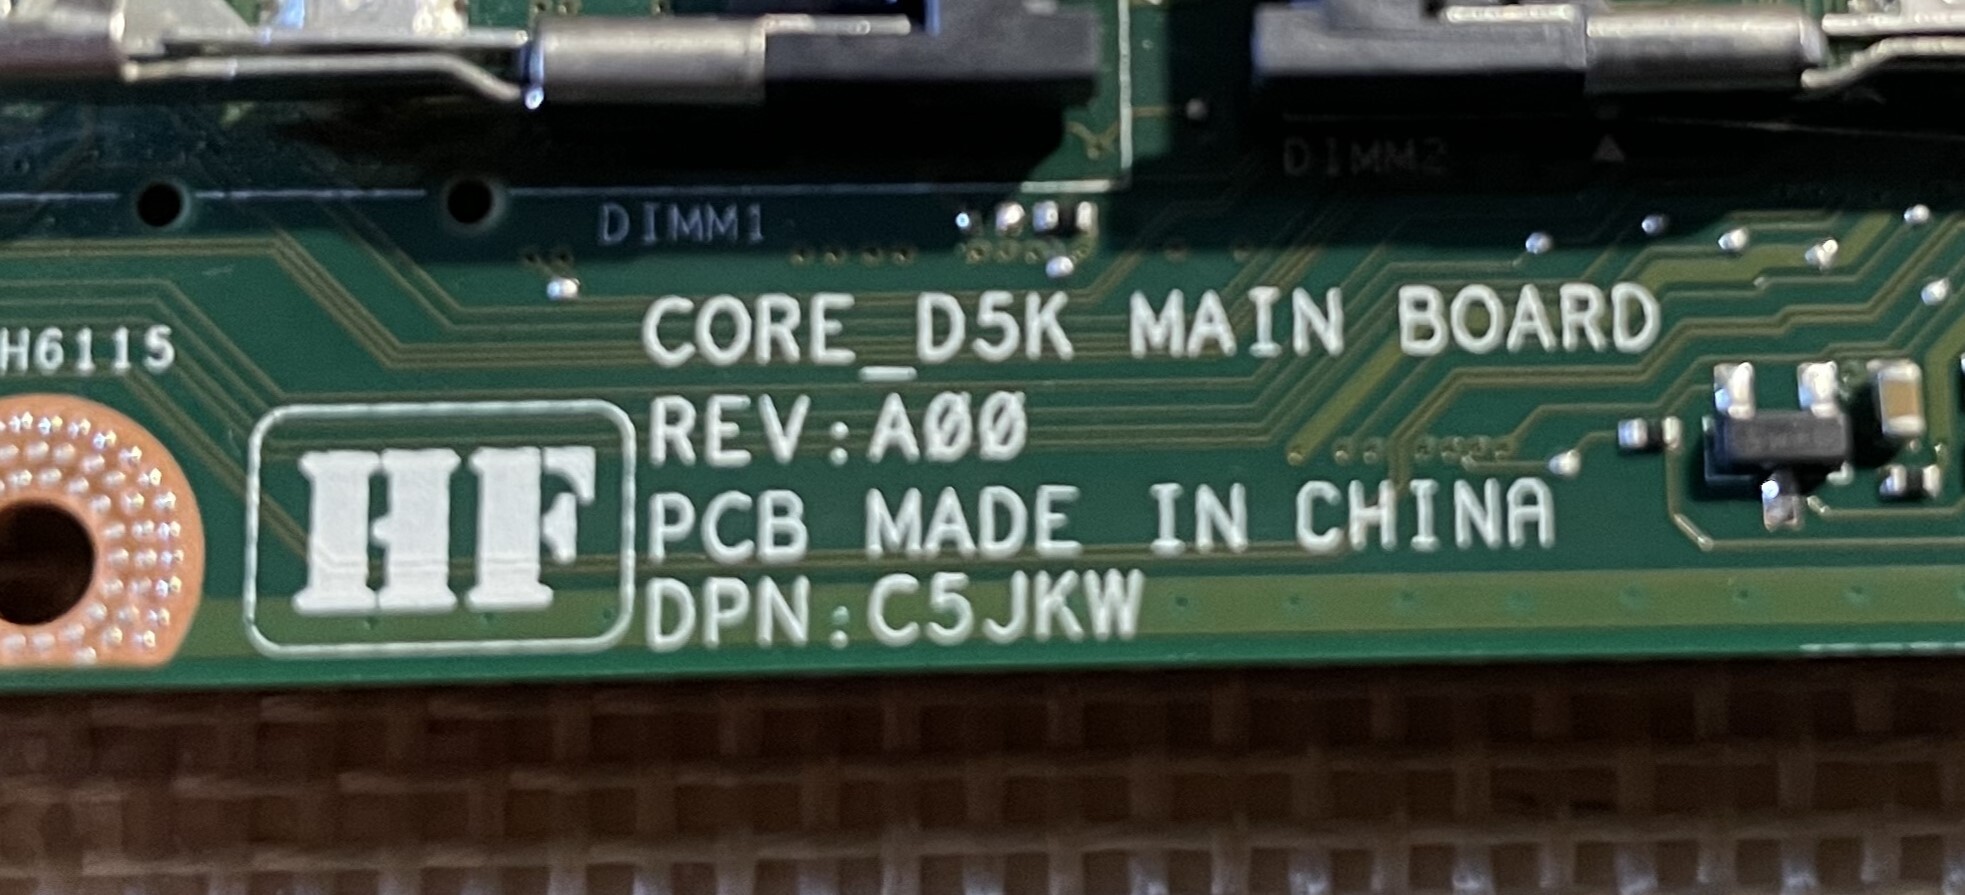 DIMM2
DIMM1
CORE_D5K MAIN BOARD
H6115
REV:A00
HF
PCB MADE IN CHINA
DPN:C5JKW